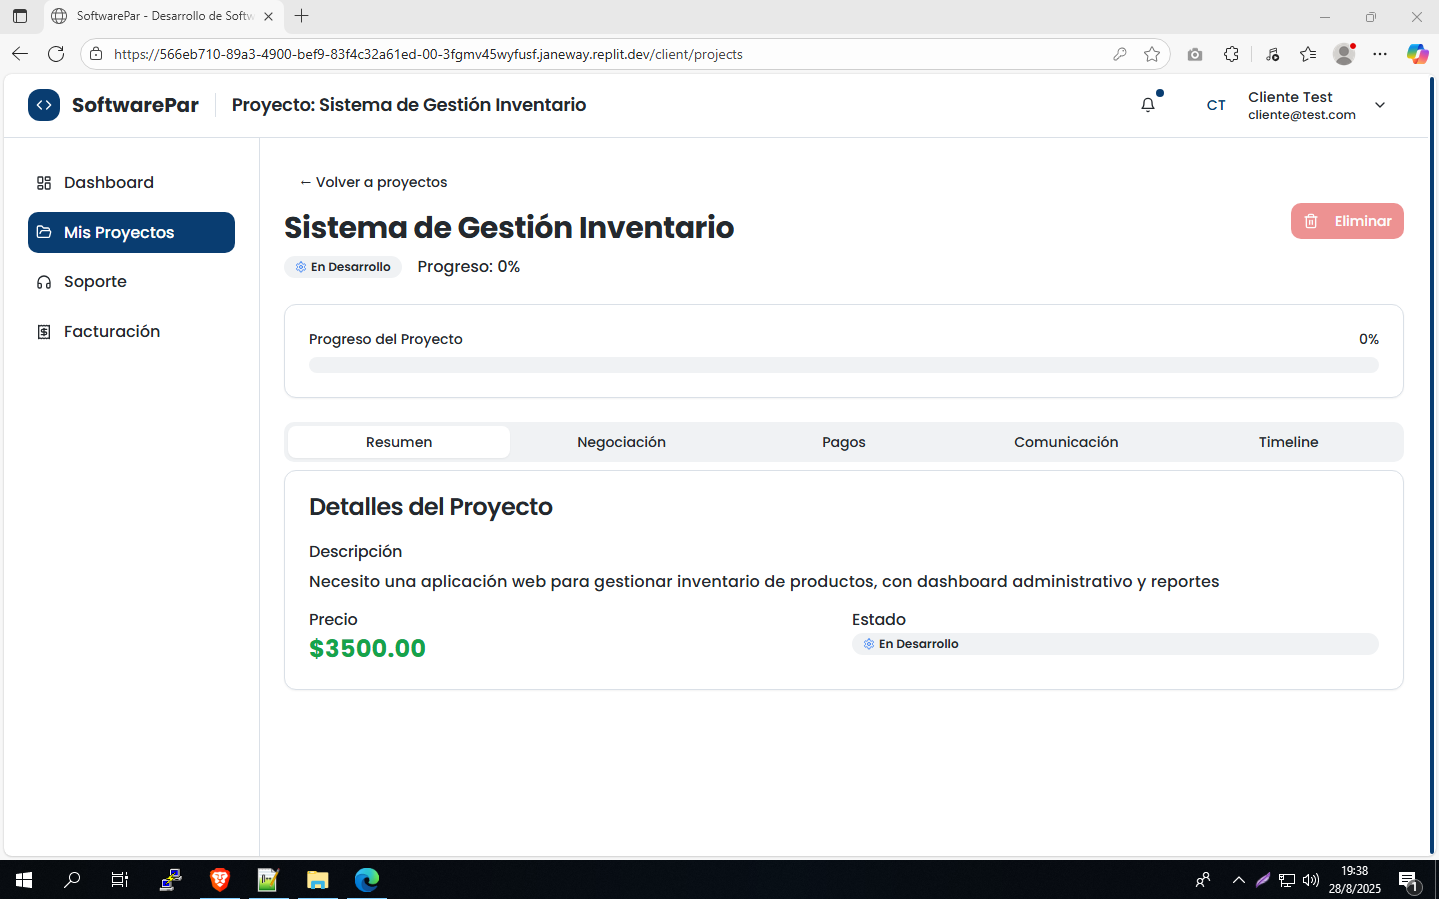 SoftwarePar - Desarrollo de Softw
https://566eb710-89a3-4900-bef9-83f4c32a61ed-00-3fgmv45wyfusf.janeway.replit.dev/client/projects
SoftwarePar
Proyecto: Sistema de Gestión Inventario
CT
Cliente Test
cliente@test.com
Dashboard
Mis Proyectos
Soporte
Facturación
← Volver a proyectos
Sistema de Gestión Inventario
Eliminar
En Desarrollo
Progreso: 0%
Progreso del Proyecto
0%
Resumen
Negociación
Pagos
Comunicación
Timeline
Detalles del Proyecto
Descripción
Necesito una aplicación web para gestionar inventario de productos, con dashboard administrativo y reportes
Precio
$3500.00
Estado
En Desarrollo
19:38
28/8/2025
1